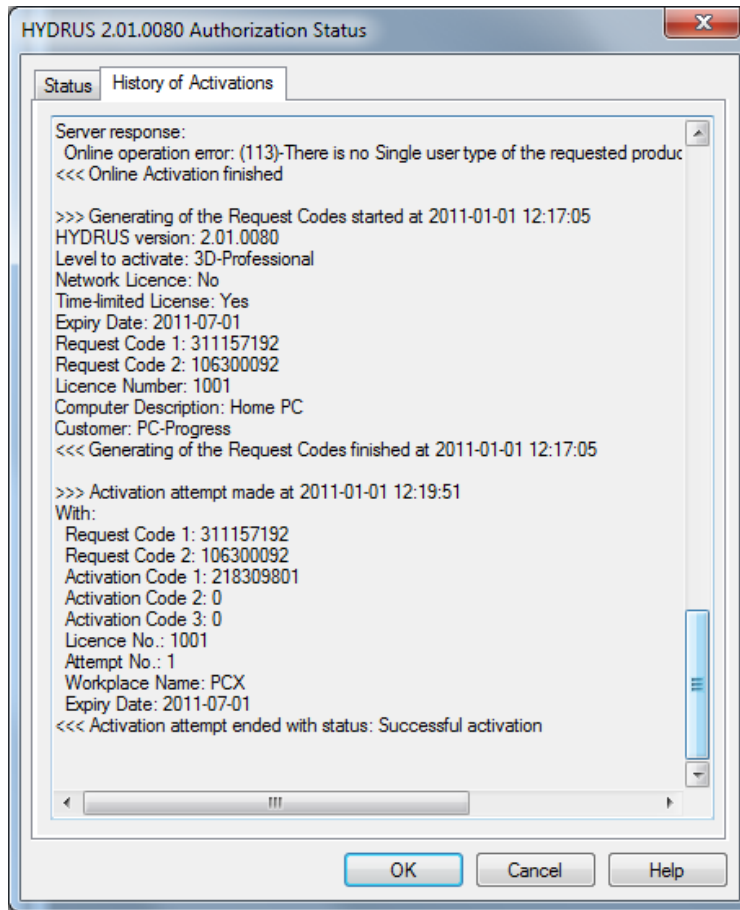 HYDRUS 2.01.0080 Authorization Status
Status
History of Activations
Server response:
Online operation error: (113)-There is no Single user type of the requested produc
<<< Online Activation finished
>>> Generating of the Request Codes started at 2011-01-01 12:17:05
HYDRUS version: 2.01.0080
Level to activate: 3D-Professional
Network Licence: No
Time-limited License: Yes
Expiry Date: 2011-07-01
Request Code 1: 311157192
Request Code 2: 106300092
Licence Number: 1001
Computer Description: Home PC
Customer: PC-Progress
<<< Generating of the Request Codes finished at 2011-01-01 12:17:05
>>> Activation attempt made at 2011-01-01 12:19:51
With:
Request Code 1: 311157192
Request Code 2: 106300092
Activation Code 1: 218309801
Activation Code 2: 0
Activation Code 3: 0
Licence No.: 1001
Attempt No.: 1
Workplace Name: PCX
Expiry Date: 2011-07-01
<<< Activation attempt ended with status: Successful activation
OK
Cancel
Help